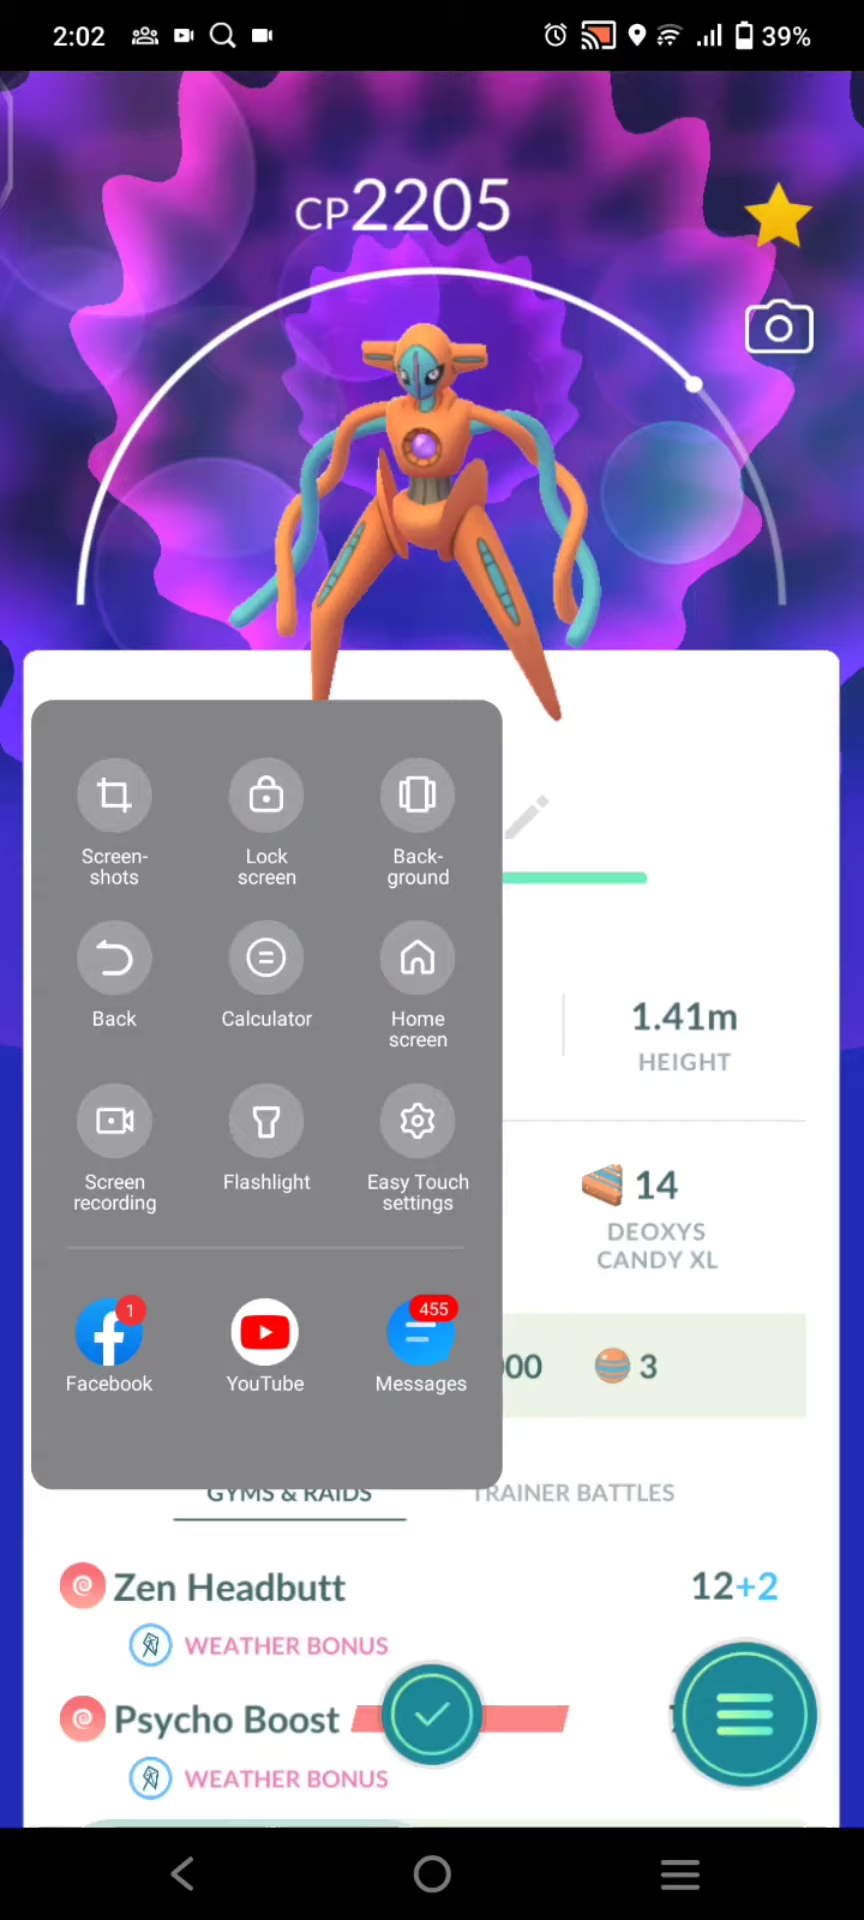 2:02
39%
CP2205
Screen-
shots
Lock
screen
Back-
ground
Back
Calculator
Home
screen
1.41m
HEIGHT
Screen
recording
Flashlight
Easy Touch
settings
14
DEOXYS
CANDY XL
1
455
Facebook
YouTube
Messages
00
3
GYMS & RAIDS
TRAINER BATTLES
Zen Headbutt
12+2
WEATHER BONUS
Psycho Boost
WEATHER BONUS